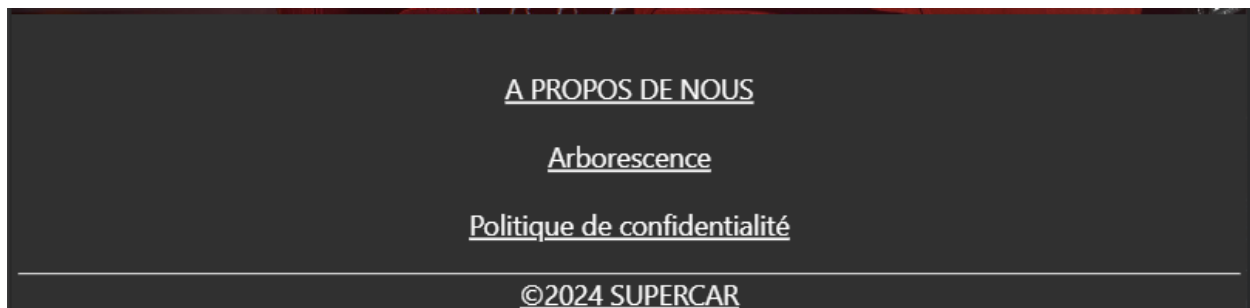 A PROPOS DE NOUS
Arborescence
Politique de confidentialité
©2024 SUPERCAR